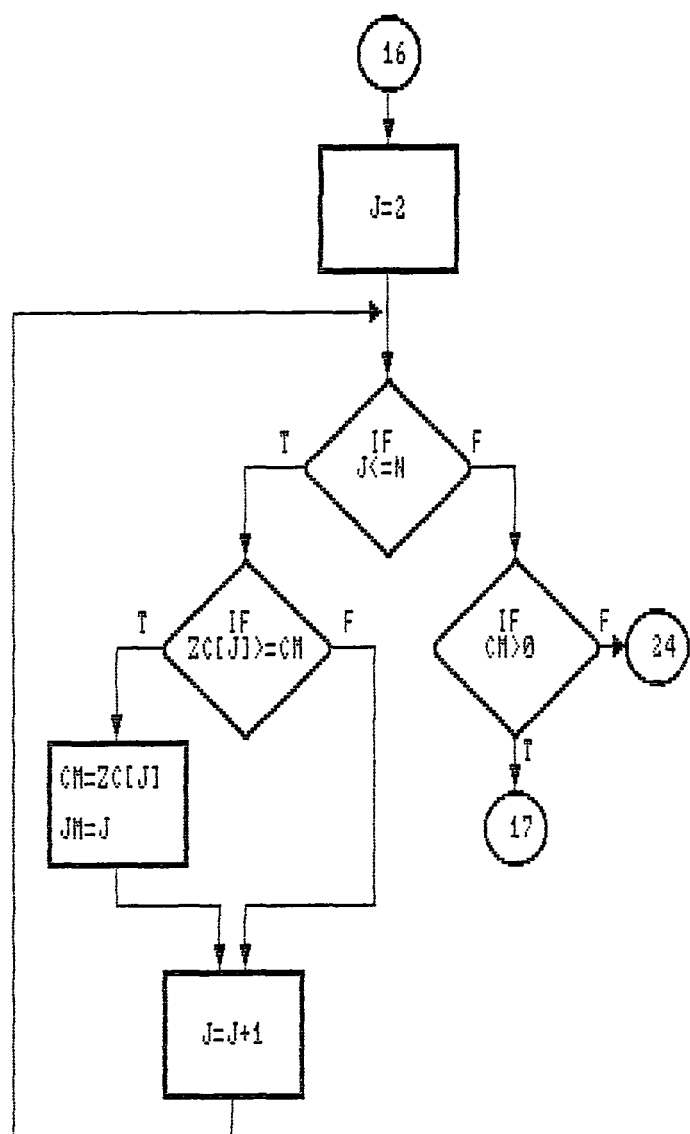 16
J=2
IF
J<=N
T
F
IF
ZC[J]>=CM
T
F
IF
CM>0
F
24
T
17
CM=ZC[J]
JM=J
J=J+1